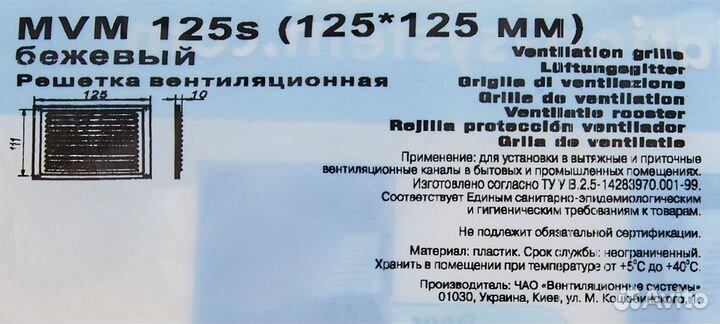 MVM 125s (125*125 мм)
бежевый
Решетка вентиляционная
125
10
111
Ventilation grille
Lüftungsgitter
Griglia di ventilazione
Grille de ventilation
Ventilatie rooster
Rejilla protección ventilador
Grila de ventilatie
Применение: для установки в вытяжные и приточные
вентиляционные каналы в бытовых и промышленных помещениях.
Изготовлено согласно ТУ У В.2.5-14283970.001-99.
Соответствует Единым санитарно-эпидемиологическим
и гигиеническим требованиям к товарам.
Не подлежит обязательной сертификации.
Материал: пластик. Срок службы: неограниченный.
Хранить в помещении при температуре от +5°С до +40°С.
Производитель: ЧАО «Вентиляционные системы»
01030, Украина, Киев, ул. М. Коцюбинского, 1
Avito